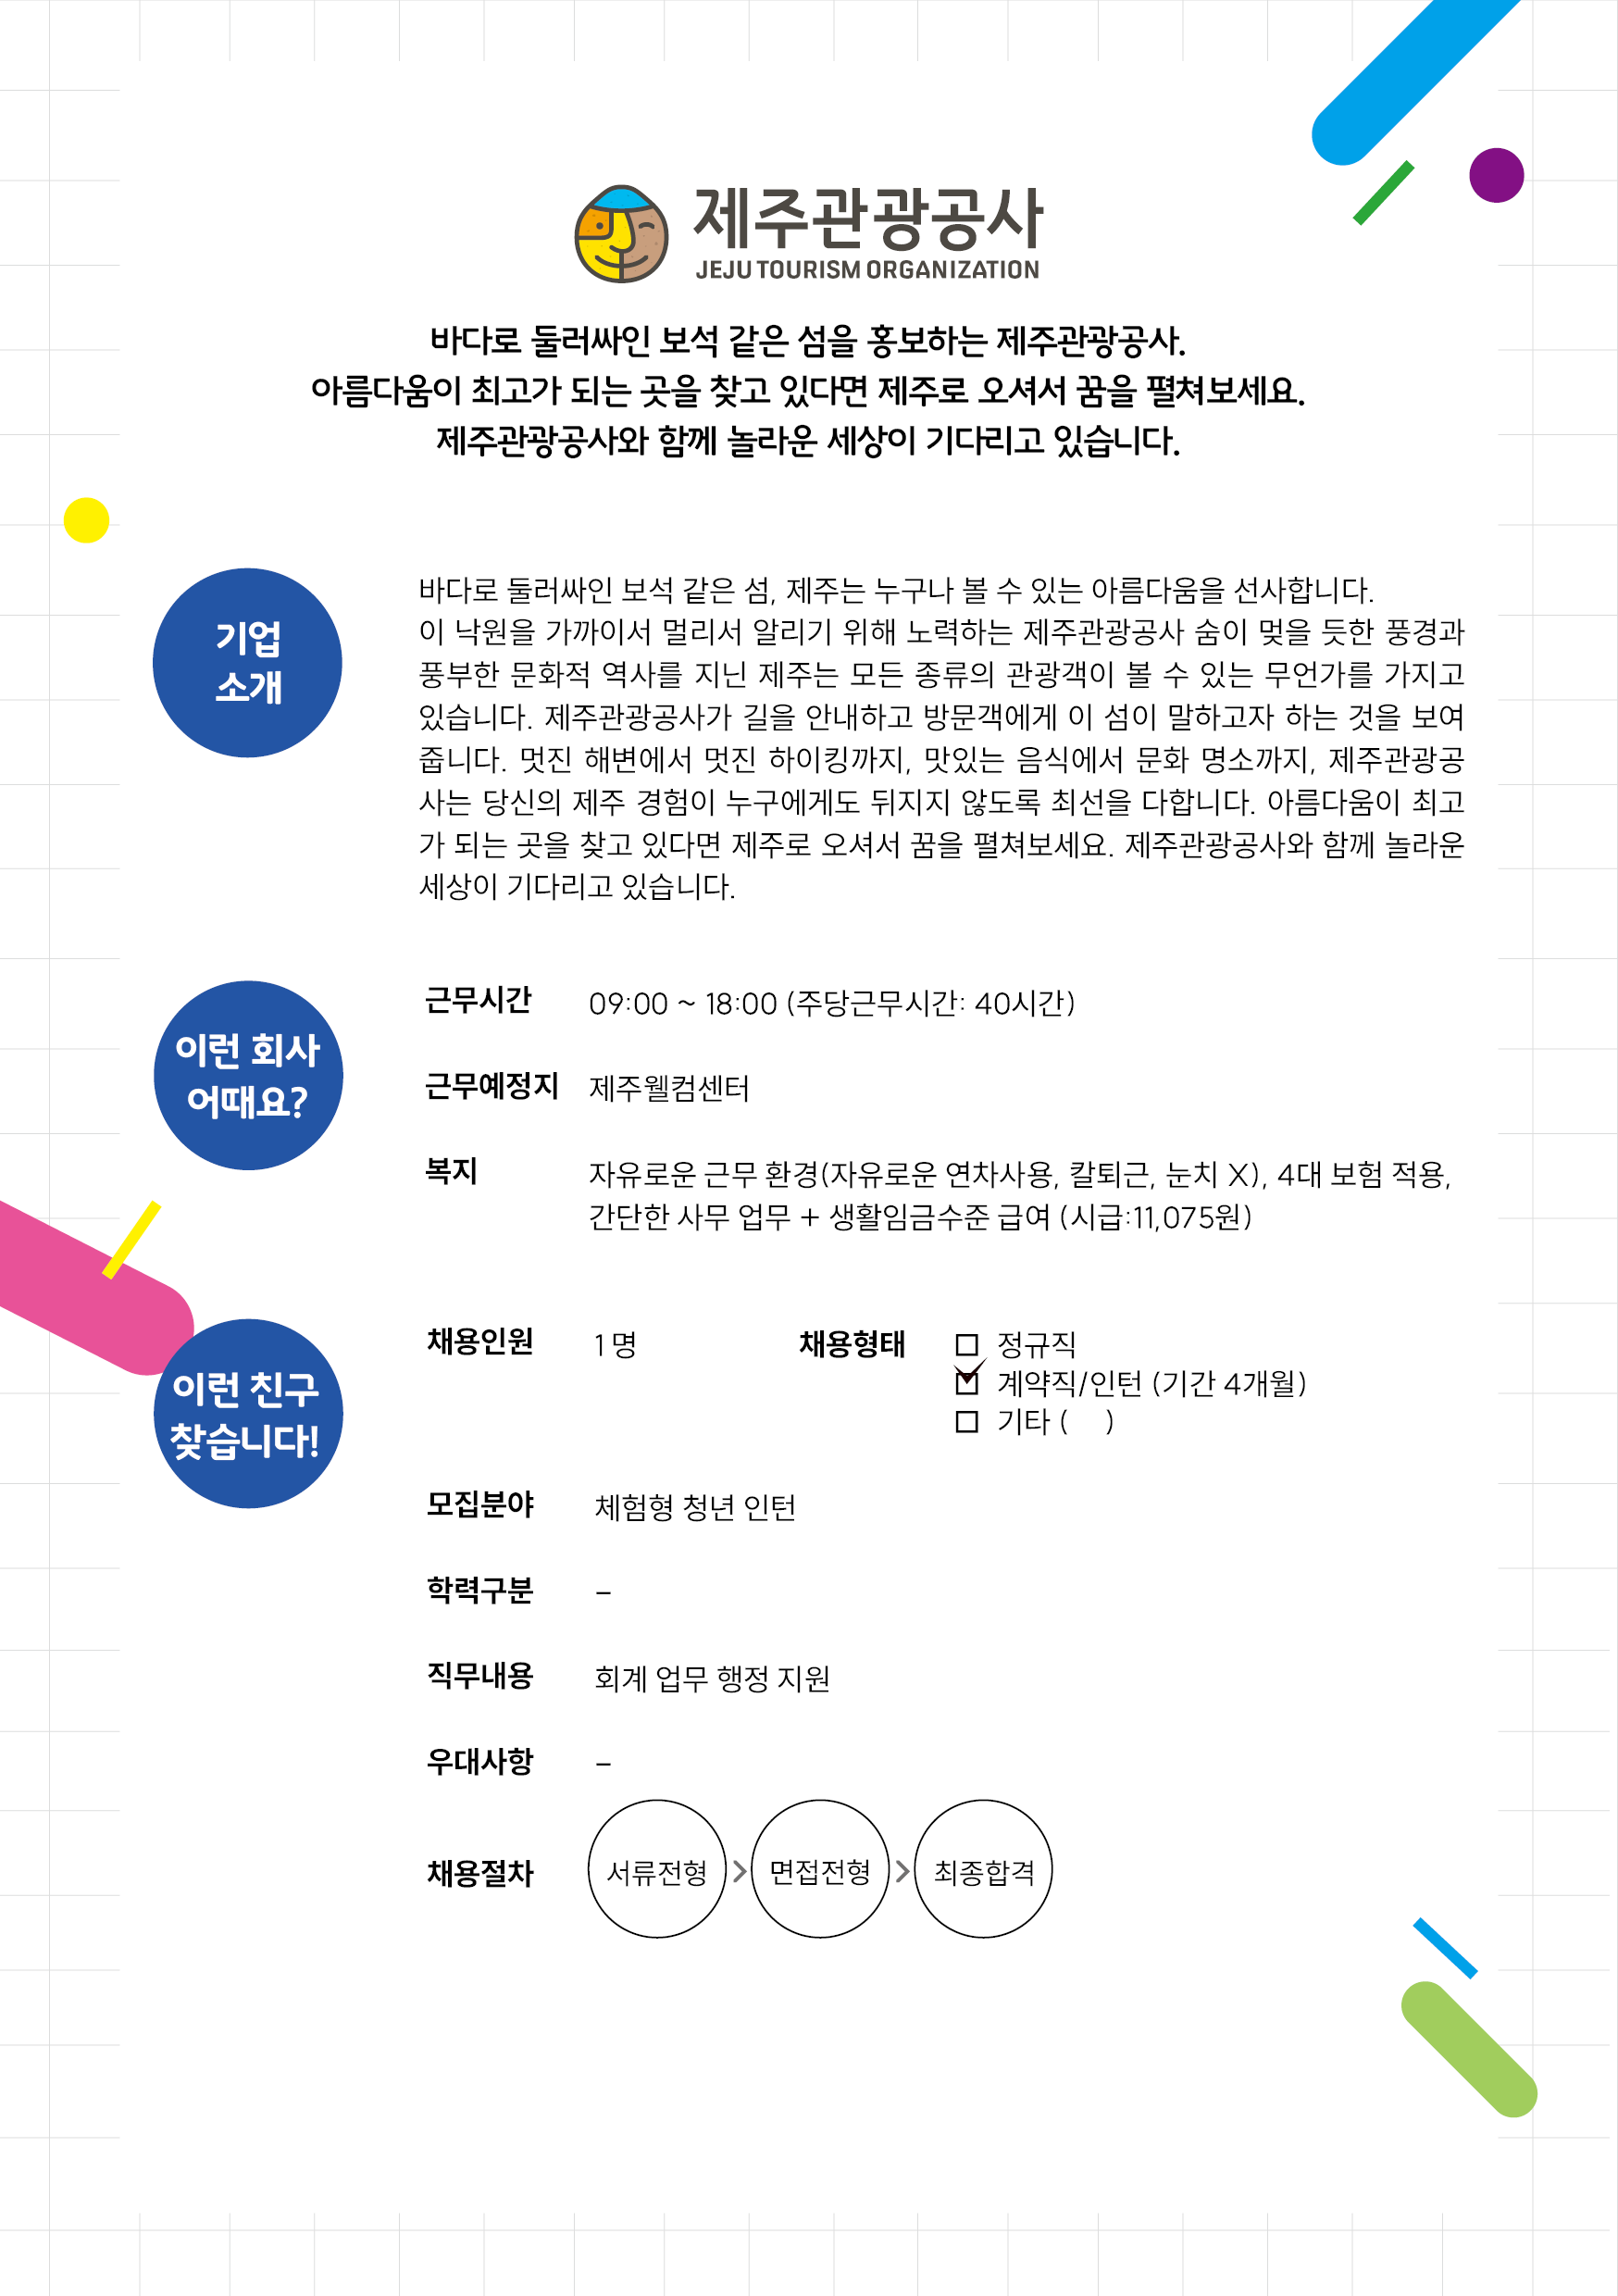 제주관광공사
JEJU TOURISM ORGANIZATION
바다로 둘러싸인 보석 같은 섬을 홍보하는 제주관광공사.
아름다움이 최고가 되는 곳을 찾고 있다면 제주로 오셔서 꿈을 펼쳐보세요.
제주관광공사와 함께 놀라운 세상이 기다리고 있습니다.
기업
소개
바다로 둘러싸인 보석 같은 섬, 제주는 누구나 볼 수 있는 아름다움을 선사합니다.
이 낙원을 가까이서 멀리서 알리기 위해 노력하는 제주관광공사 숨이 멎을 듯한 풍경과
풍부한 문화적 역사를 지닌 제주는 모든 종류의 관광객이 볼 수 있는 무언가를 가지고
있습니다. 제주관광공사가 길을 안내하고 방문객에게 이 섬이 말하고자 하는 것을 보여
줍니다. 멋진 해변에서 멋진 하이킹까지, 맛있는 음식에서 문화 명소까지, 제주관광공
사는 당신의 제주 경험이 누구에게도 뒤지지 않도록 최선을 다합니다. 아름다움이 최고
가 되는 곳을 찾고 있다면 제주로 오셔서 꿈을 펼쳐보세요. 제주관광공사와 함께 놀라운
세상이 기다리고 있습니다.
이런 회사
어때요?
근무시간 09:00 ~ 18:00 (주당근무시간: 40시간)
근무예정지 제주웰컴센터
복지 자유로운 근무 환경(자유로운 연차사용, 칼퇴근, 눈치 X), 4대 보험 적용,
간단한 사무 업무 + 생활임금수준 급여 (시급:11,075원)
이런 친구
찾습니다!
채용인원 1 명 채용형태 □ 정규직
☑ 계약직/인턴 (기간 4개월)
□ 기타 ( )
모집분야 체험형 청년 인턴
학력구분 –
직무내용 회계 업무 행정 지원
우대사항 –
채용절차 서류전형 > 면접전형 > 최종합격